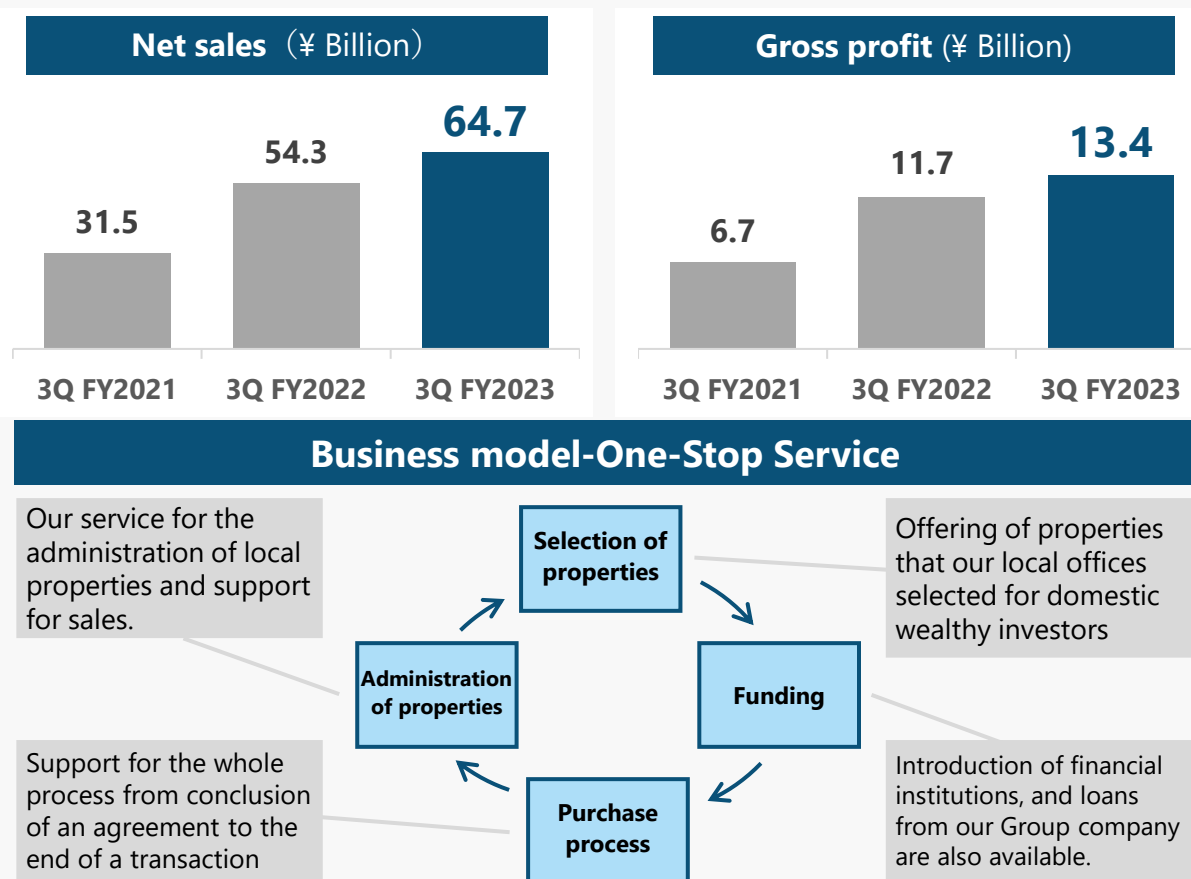 Net sales（¥ Billion）
31.5
54.3
64.7
3Q FY2021
3Q FY2022
3Q FY2023
Gross profit (¥ Billion)
6.7
11.7
13.4
3Q FY2021
3Q FY2022
3Q FY2023
Business model-One-Stop Service
Our service for the
administration of local
properties and support
for sales.
Selection of
properties
Offering of properties
that our local offices
selected for domestic
wealthy investors
Administration
of properties
Funding
Support for the whole
process from conclusion
of an agreement to the
end of a transaction
Purchase
process
Introduction of financial
institutions, and loans
from our Group company
are also available.